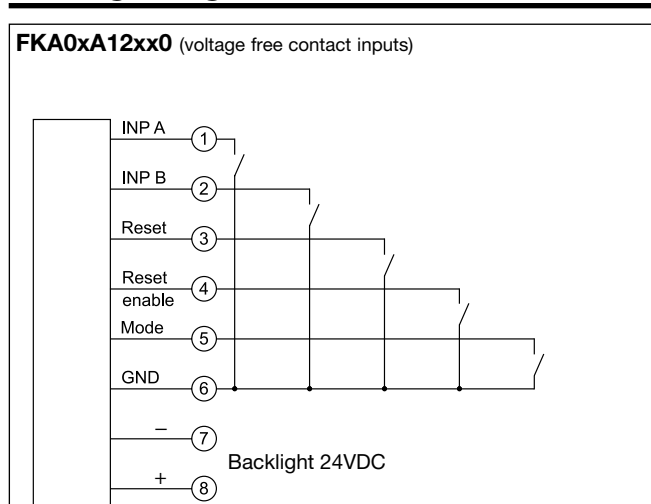 FKA0xA12xx0 (voltage free contact inputs)
INP A
1
INP B
2
Reset
3
Reset
enable
4
Mode
5
GND
6
–
7
Backlight 24VDC
+
8